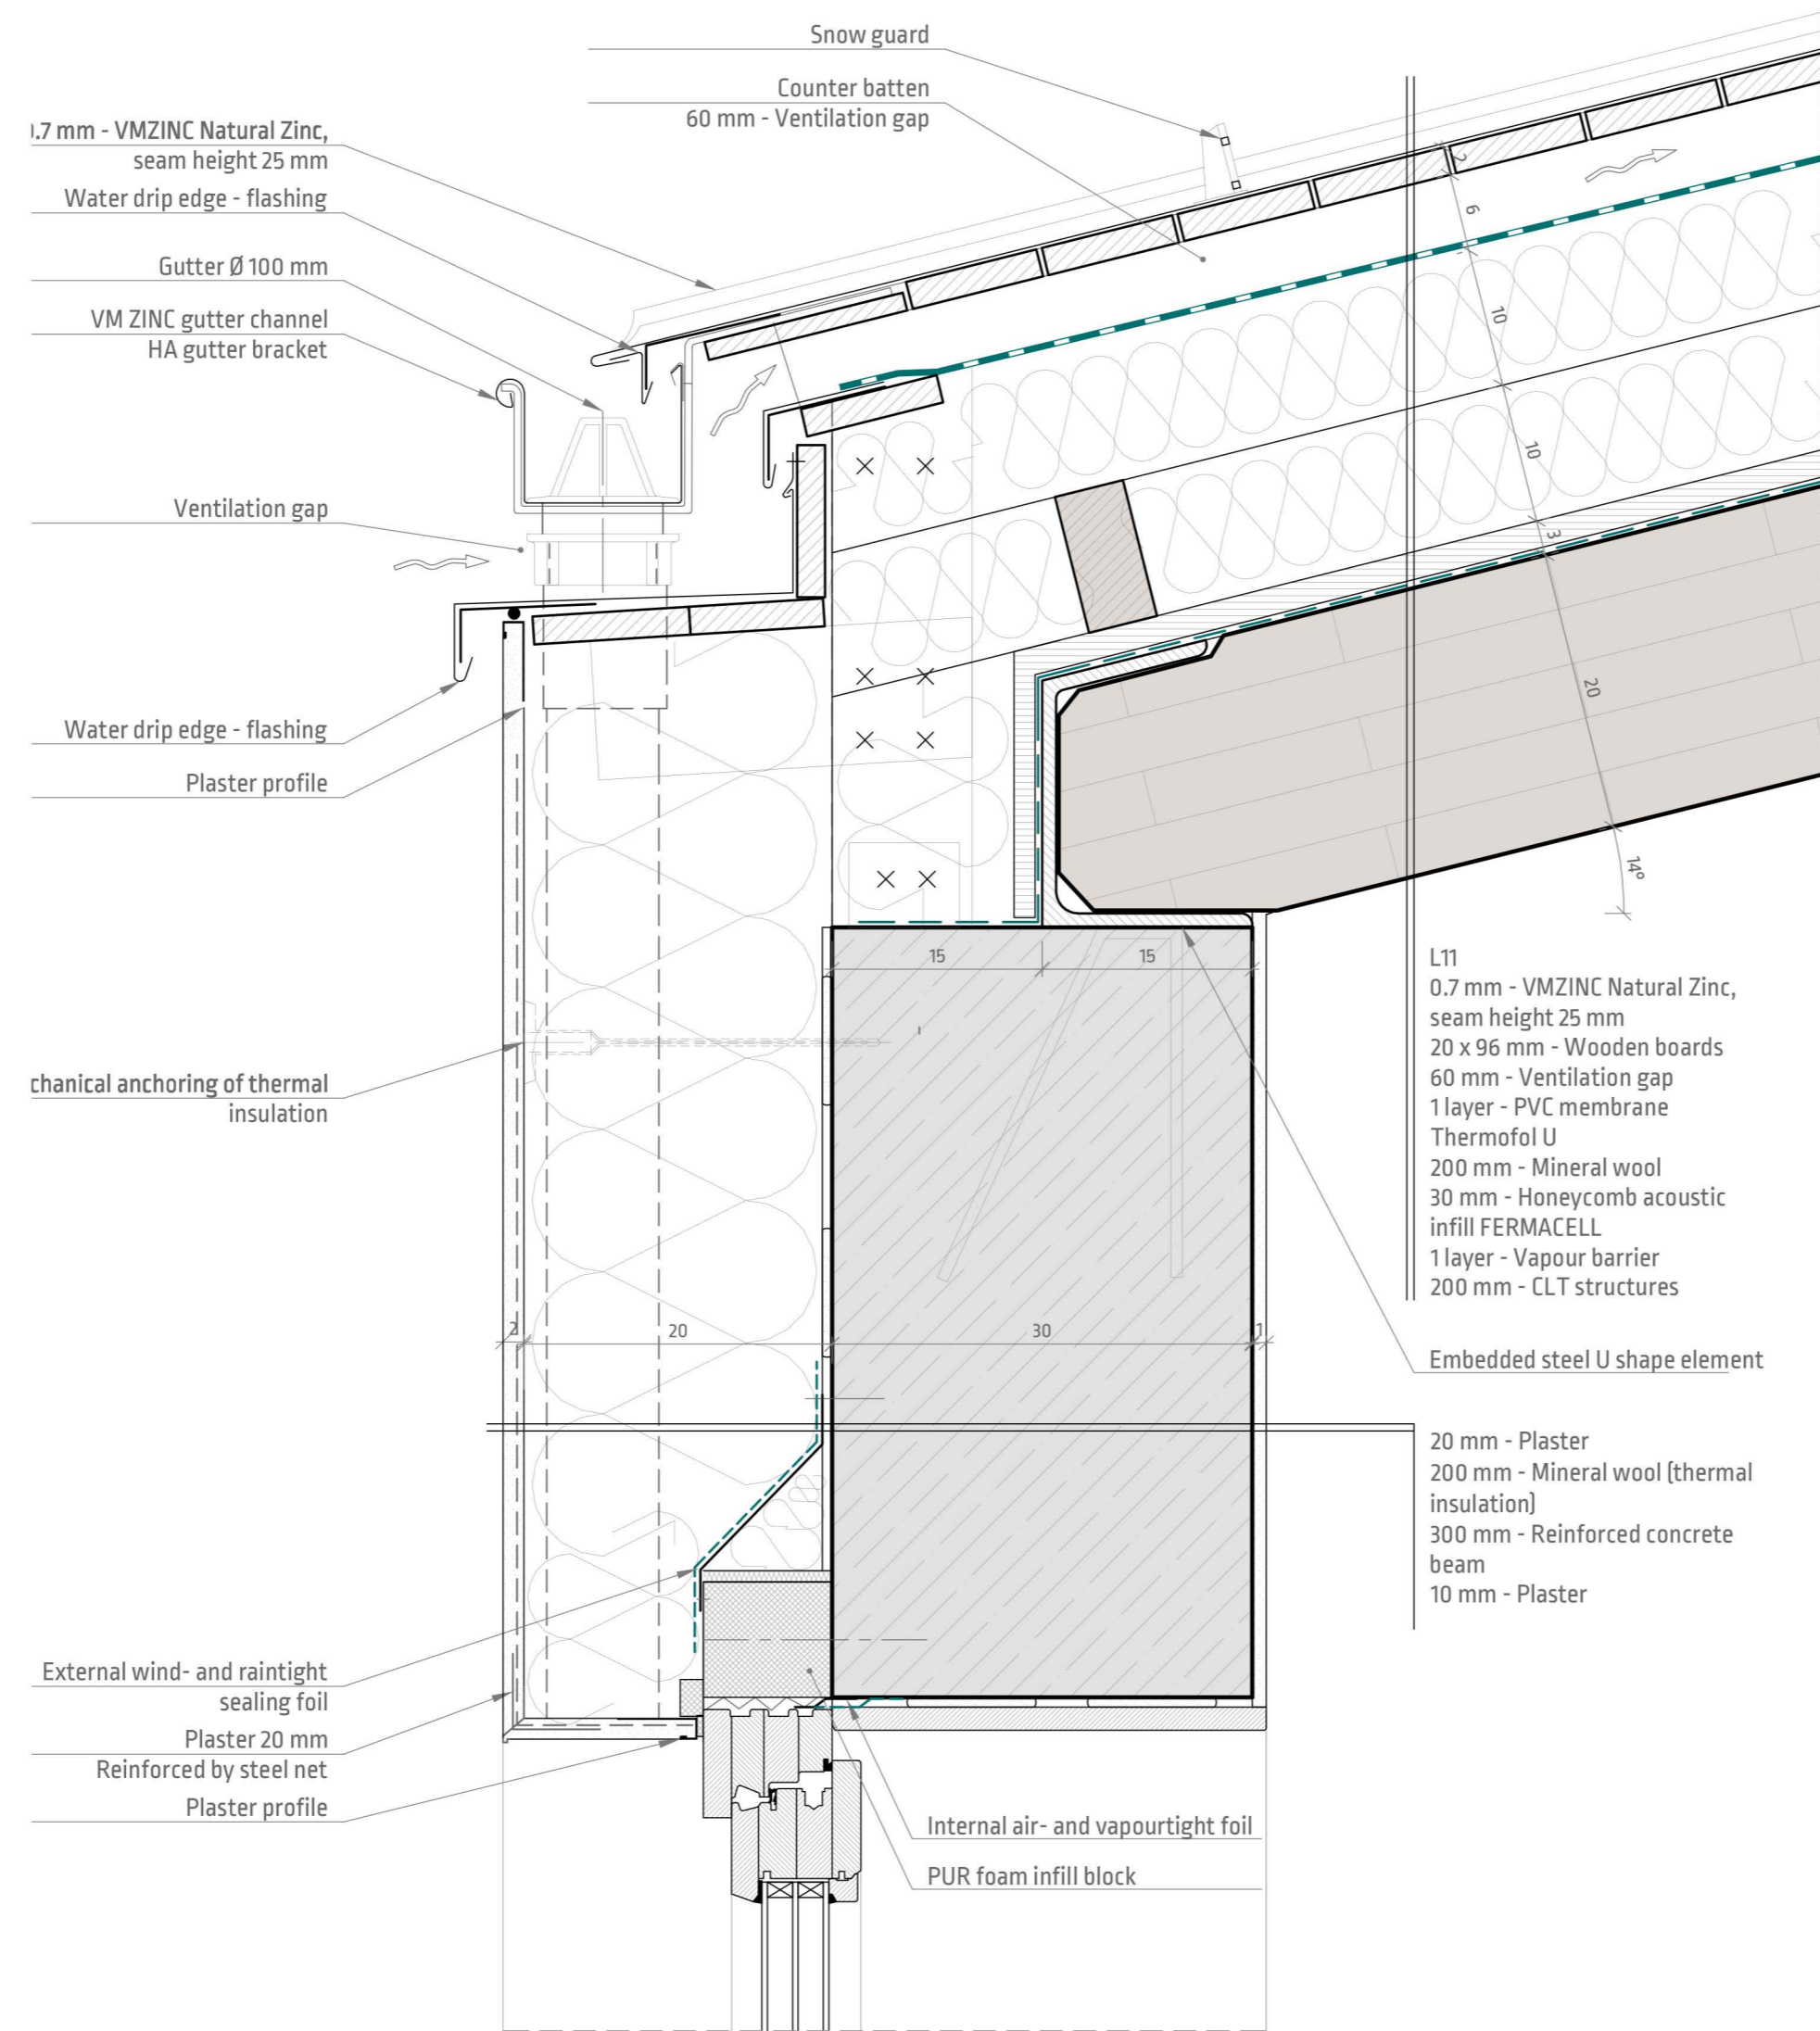 Snow guard
Counter batten
60 mm - Ventilation gap
.7 mm - VMZINC Natural Zinc,
seam height 25 mm
Water drip edge - flashing
Gutter Ø 100 mm
VM ZINC gutter channel
HA gutter bracket
Ventilation gap
Water drip edge - flashing
Plaster profile
chanical anchoring of thermal
insulation
External wind- and raintight
sealing foil
Plaster 20 mm
Reinforced by steel net
Plaster profile
2
6
10
10
3
20
14º
15
15
2
20
30
1
L11
0.7 mm - VMZINC Natural Zinc,
seam height 25 mm
20 x 96 mm - Wooden boards
60 mm - Ventilation gap
1 layer - PVC membrane
Thermofol U
200 mm - Mineral wool
30 mm - Honeycomb acoustic
infill FERMACELL
1 layer - Vapour barrier
200 mm - CLT structures
Embedded steel U shape element
20 mm - Plaster
200 mm - Mineral wool (thermal
insulation)
300 mm - Reinforced concrete
beam
10 mm - Plaster
Internal air- and vapourtight foil
PUR foam infill block